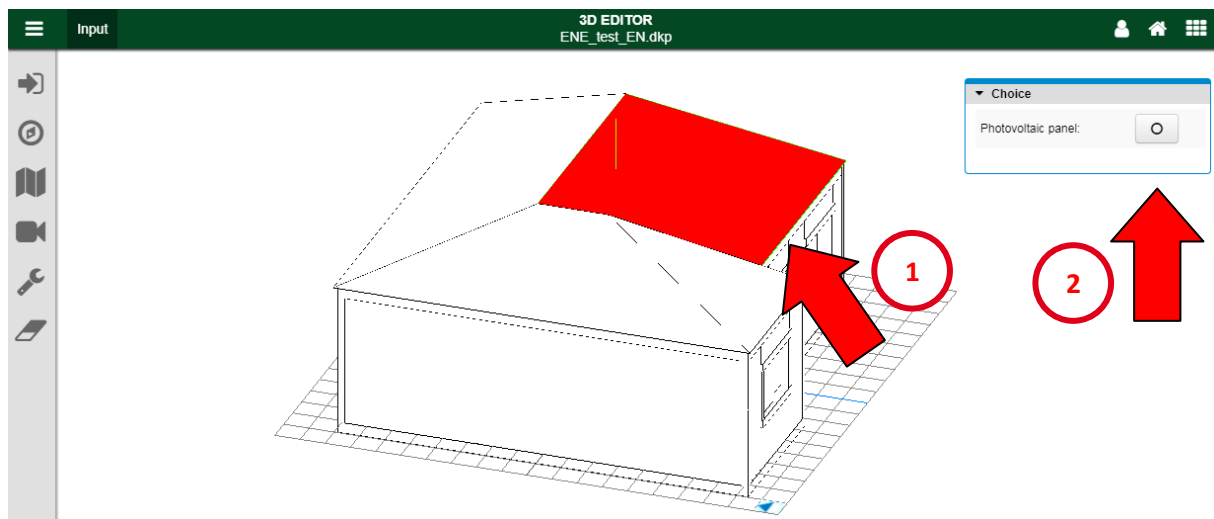 3D EDITOR
Input
ENE_test_EN.dkp
Choice
Photovoltaic panel:
1
2